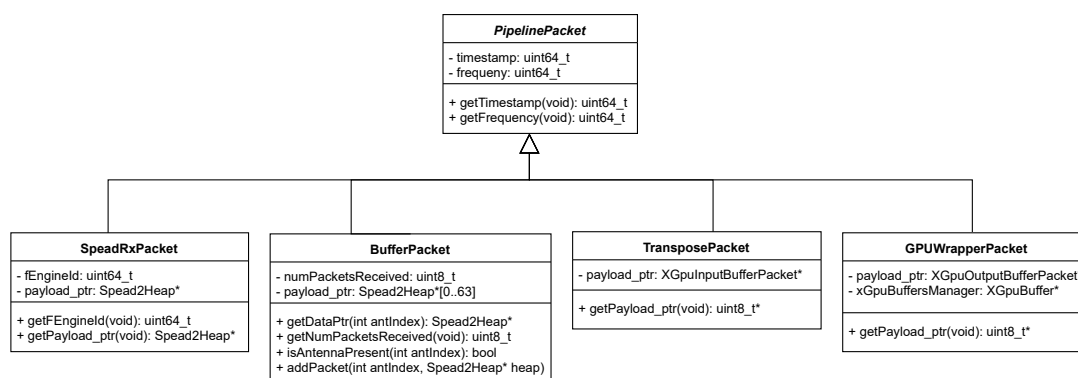 PipelinePacket
- timestamp: uint64_t
- frequeny: uint64_t
+ getTimestamp(void): uint64_t
+ getFrequency(void): uint64_t
SpeadRxPacket
- fEngineId: uint64_t
- payload_ptr: Spead2Heap*
+ getFEngineId(void): uint64_t
+ getPayload_ptr(void): Spead2Heap*
BufferPacket
- numPacketsReceived: uint8_t
- payload_ptr: Spead2Heap*[0..63]
+ getDataPtr(int antIndex): Spead2Heap*
+ getNumPacketsReceived(void): uint8_t
+ isAntennaPresent(int antIndex): bool
+ addPacket(int antIndex, Spead2Heap* heap)
TransposePacket
- payload_ptr: XGpuInputBufferPacket*
+ getPayload_ptr(void): uint8_t*
GPUWrapperPacket
- payload_ptr: XGpuOutputBufferPacket
- xGpuBuffersManager: XGpuBuffer*
+ getPayload_ptr(void): uint8_t*